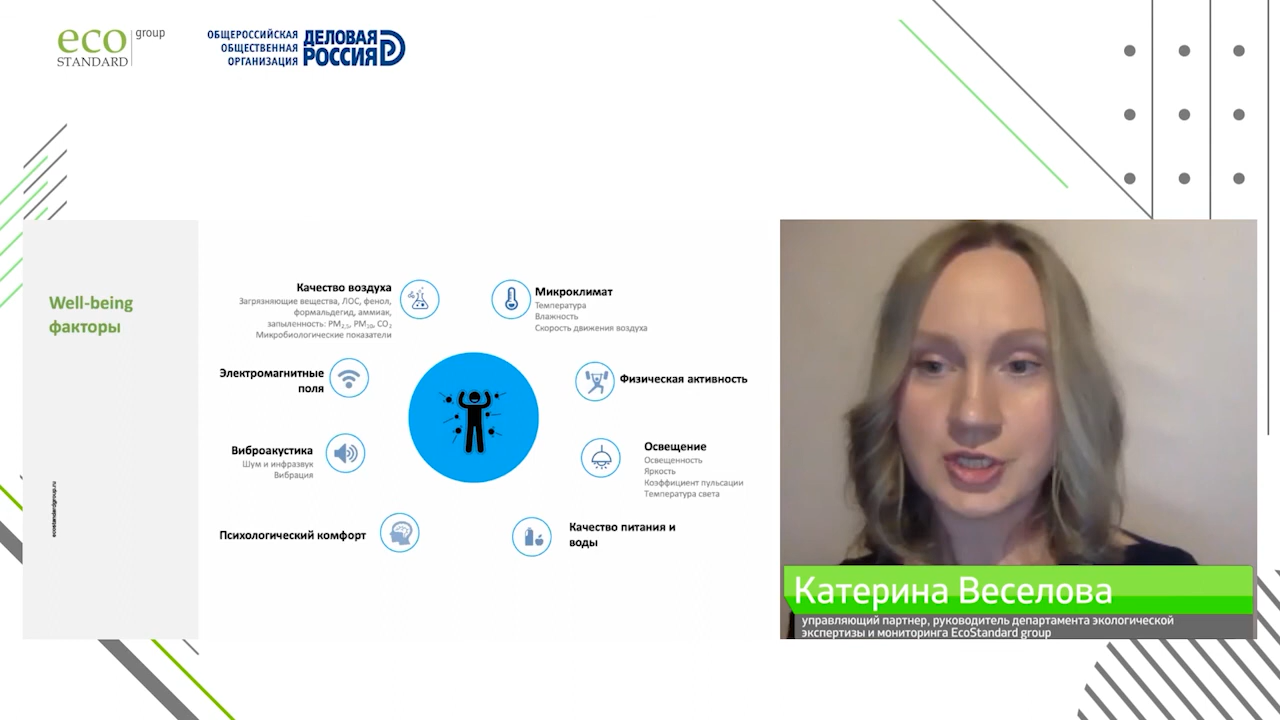 eco
group
STANDARD
ОБЩЕРОССИЙСКАЯ
ОБЩЕСТВЕННАЯ
ОРГАНИЗАЦИЯ
ДЕЛОВАЯ
РОССИЯ
Well-being
факторы
ecostandardgroup.ru
Качество воздуха
Загрязняющие вещества, ЛОС, фенол,
формальдегид, аммиак,
запыленность: PM2,5, PM10, CO2
Микробиологические показатели
Микроклимат
Температура
Влажность
Скорость движения воздуха
Электромагнитные
поля
Физическая активность
Виброакустика
Шум и инфразвук
Вибрация
Освещение
Освещенность
Яркость
Коэффициент пульсации
Температура света
Психологический комфорт
Качество питания и
воды
Катерина Веселова
управляющий партнер, руководитель департамента экологической
экспертизы и мониторинга EcoStandard group